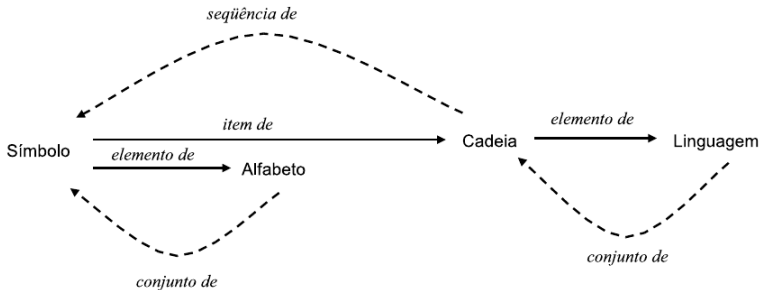 seqüência de
item de
elemento de
Cadeia
Linguagem
Símbolo
elemento de
Alfabeto
conjunto de
conjunto de